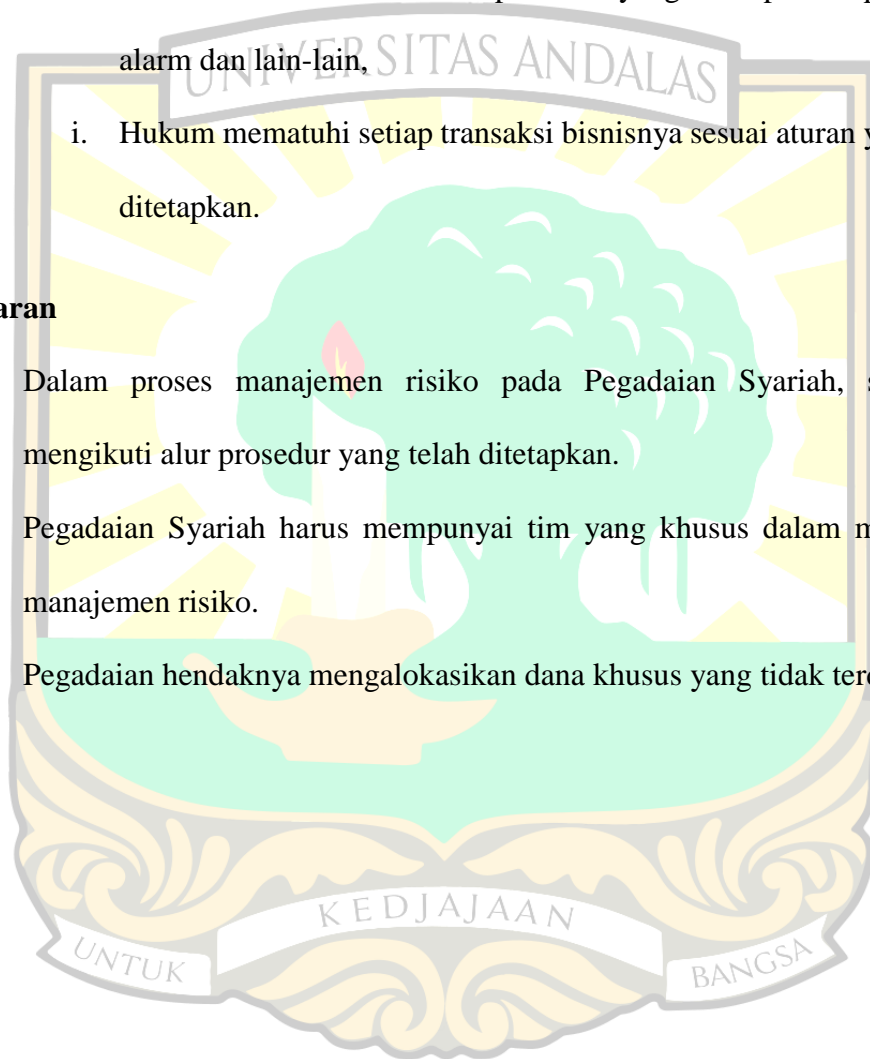 UNIVERSITAS ANDALAS
alarm dan lain-lain,
i. Hukum mematuhi setiap transaksi bisnisnya sesuai aturan
ditetapkan.
Dalam proses manajemen risiko pada Pegadaian Syariah,
mengikuti alur prosedur yang telah ditetapkan.
Pegadaian Syariah harus mempunyai tim yang khusus dalam
manajemen risiko.
Pegadaian hendaknya mengalokasikan dana khusus yang tidak
KEDJAJAAN
UNTUK
BANGSA